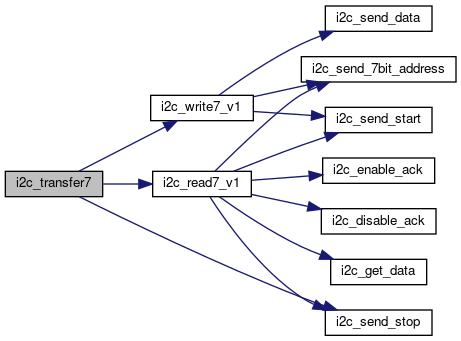 i2c_send_data
i2c_send_7bit_address
i2c_write7_v1
i2c_send_start
i2c_enable_ack
i2c_transfer7
i2c_read7_v1
i2c_disable_ack
i2c_get_data
i2c_send_stop